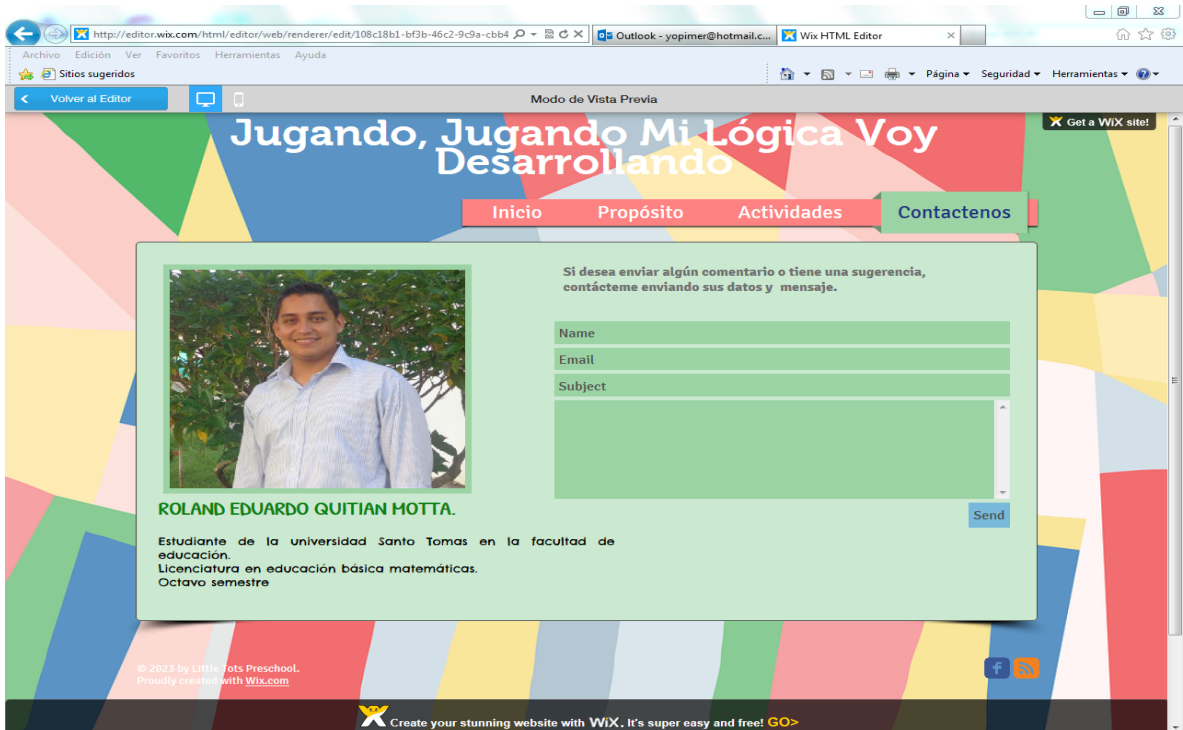 http://editor.wix.com/html/editor/web/renderer/edit/108c18b1-bf3b-46c2-9c9a-cbb4
Outlook - yopimer@hotmail.c...
Wix HTML Editor
Archivo Edición Ver Favoritos Herramientas Ayuda
Sitios sugeridos
Página Seguridad Herramientas
Volver al Editor
Modo de Vista Previa
Get a WiX site!
Jugando, Jugando Mi Lógica Voy
Desarrollando
Inicio Propósito Actividades Contactenos
Si desea enviar algún comentario o tiene una sugerencia,
contácteme enviando sus datos y mensaje.
Name
Email
Subject
Send
ROLAND EDUARDO QUITIAN MOTTA.
Estudiante de la universidad Santo Tomas en la facultad de
educación.
Licenciatura en educación básica matemáticas.
Octavo semestre
© 2023 by Little Tots Preschool.
Proudly created with Wix.com
Create your stunning website with WiX. It's super easy and free! GO>